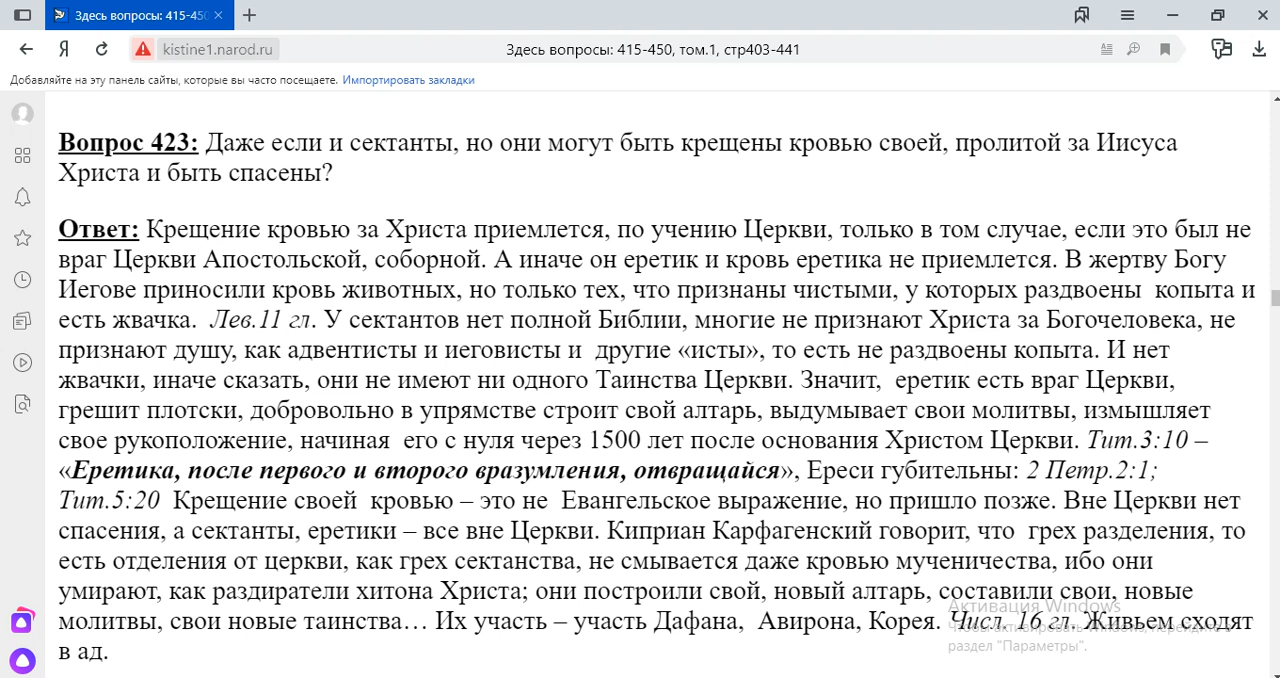 Здесь вопросы: 415-450
kistine1.narod.ru
Здесь вопросы: 415-450, том.1, стр403-441
Добавляйте на эту панель сайты, которые вы часто посещаете. Импортировать закладки
Вопрос 423: Даже если и сектанты, но они могут быть крещены кровью своей, пролитой за Иисуса
Христа и быть спасены?
Ответ: Крещение кровью за Христа приемлется, по учению Церкви, только в том случае, если это был не
враг Церкви Апостольской, соборной. А иначе он еретик и кровь еретика не приемлется. В жертву Богу
Иегове приносили кровь животных, но только тех, что признаны чистыми, у которых раздвоены копыта и
есть жвачка. Лев.11 гл. У сектантов нет полной Библии, многие не признают Христа за Богочеловека, не
признают душу, как адвентисты и иеговисты и другие «исты», то есть не раздвоены копыта. И нет
жвачки, иначе сказать, они не имеют ни одного Таинства Церкви. Значит, еретик есть враг Церкви,
грешит плотски, добровольно в упрямстве строит свой алтарь, выдумывает свои молитвы, измышляет
свое рукоположение, начиная его с нуля через 1500 лет после основания Христом Церкви. Тит.3:10 –
«Еретика, после первого и второго вразумления, отвращайся», Ереси губительны: 2 Петр.2:1;
Тит.5:20 Крещение своей кровью – это не Евангельское выражение, но пришло позже. Вне Церкви нет
спасения, а сектанты, еретики – все вне Церкви. Киприан Карфагенский говорит, что грех разделения, то
есть отделения от церкви, как грех сектанства, не смывается даже кровью мученичества, ибо они
умирают, как раздиратели хитона Христа; они построили свой, новый алтарь, составили свои, новые
молитвы, свои новые таинства… Их участь – участь Дафана, Авирона, Корея. Числ. 16 гл. Живьем сходят
в ад.
Активация Windows
Чтобы активировать Windows, перейдите в
раздел "Параметры".